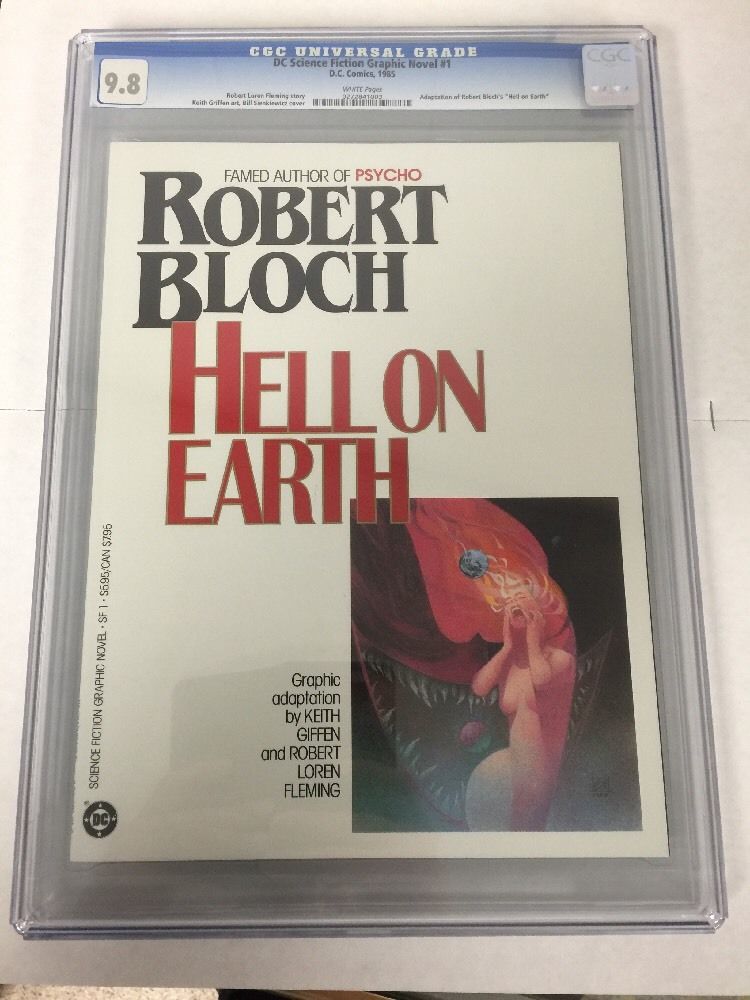 CGC UNIVERSAL GRADE
DC Science Fiction Graphic Novel #1
D.C. Comics, 1985
9.8
CGC
WHITE Pages
Robert Loren Fleming story
Keith Griffen art, Bill Sienkiewicz cover
Adaptation of Robert Bloch's "Hell on Earth"
FAMED AUTHOR OF PSYCHO
ROBERT
BLOCH
HELL ON
EARTH
Graphic
adaptation
by KEITH
GIFFEN
and ROBERT
LOREN
FLEMING
SCIENCE FICTION GRAPHIC NOVEL • SF 1 • $5.95/CAN $7.95
DC